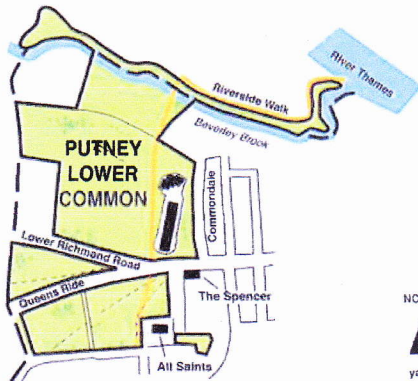 River Thames
Riverside Walk
Beverley Brook
PUTNEY
LOWER
COMMON
Commondale
Lower Richmond Road
Queens Ride
The Spencer
All Saints